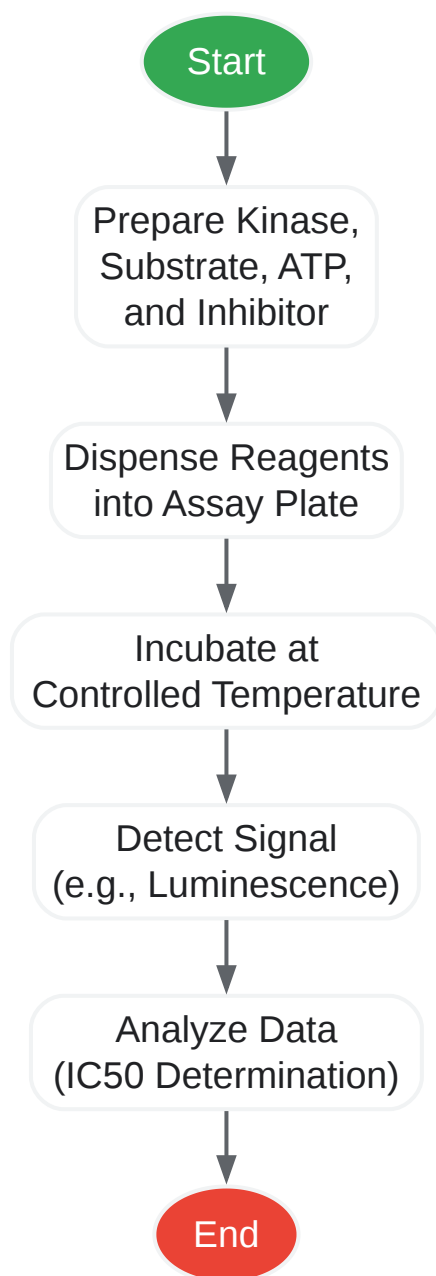 Start
Prepare Kinase,
Substrate, ATP,
and Inhibitor
Dispense Reagents
into Assay Plate
Incubate at
Controlled Temperature
Detect Signal
(e.g., Luminescence)
Analyze Data
(IC50 Determination)
End